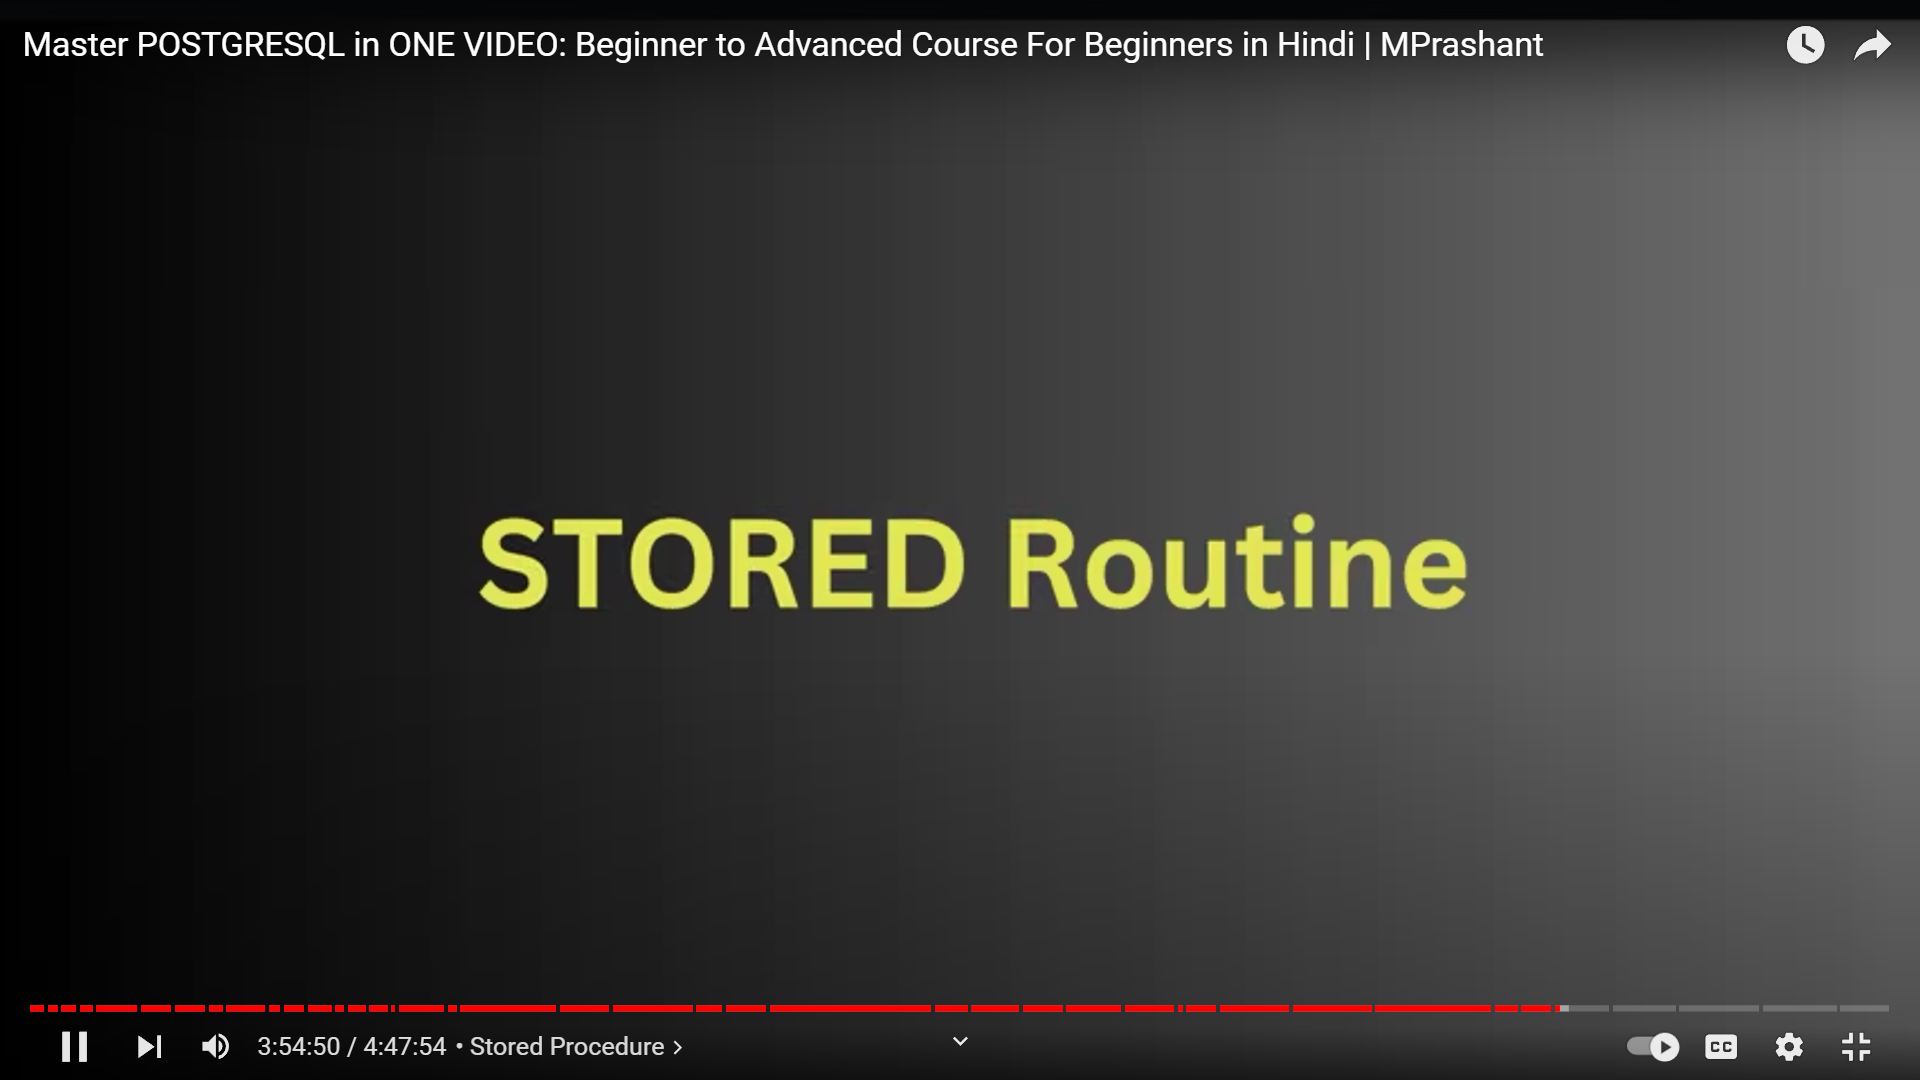 Master POSTGRESQL in ONE VIDEO: Beginner to Advanced Course For Beginners in Hindi | MPrashant
STORED Routine
3:54:50 / 4:47:54 • Stored Procedure >
CC